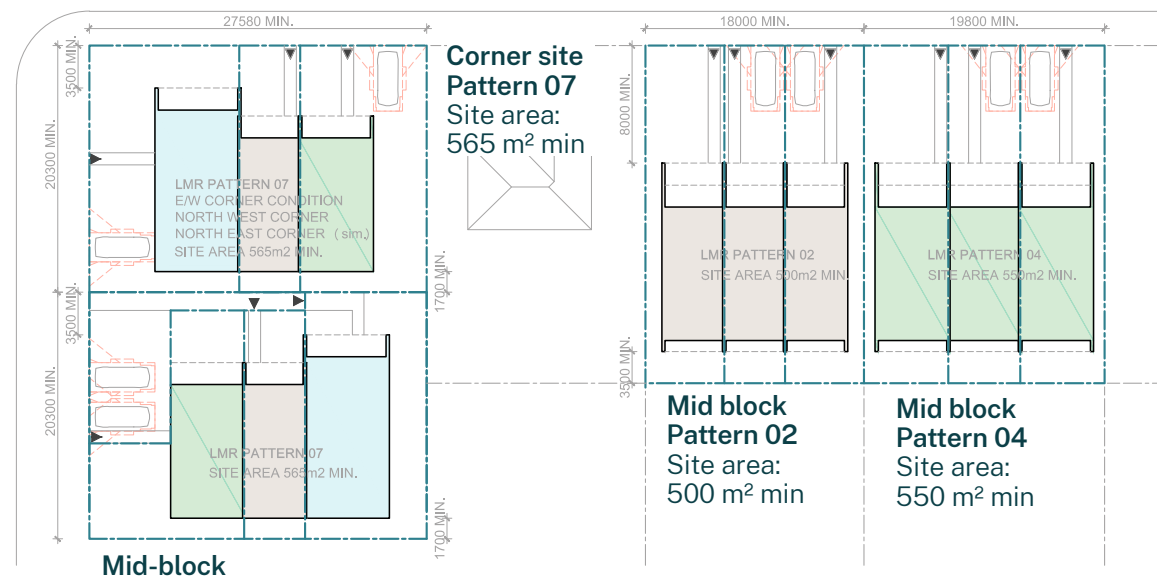 27580 MIN.
18000 MIN.
19800 MIN.
3500 MIN.
20300 MIN.
Corner site
Pattern 07
Site area:
565 m² min
8000 MIN.
LMR PATTERN 07
E/W CORNER CONDITION
NORTH WEST CORNER
NORTH EAST CORNER (sim.)
SITE AREA 565m2 MIN.
1700 MIN.
LMR PATTERN 02
SITE AREA 500m2 MIN.
LMR PATTERN 04
SITE AREA 550m2 MIN.
3500 MIN.
20300 MIN.
3500 MIN.
LMR PATTERN 07
SITE AREA 565m2 MIN.
1700 MIN.
Mid block
Pattern 02
Site area:
500 m² min
Mid block
Pattern 04
Site area:
550 m² min
Mid-block